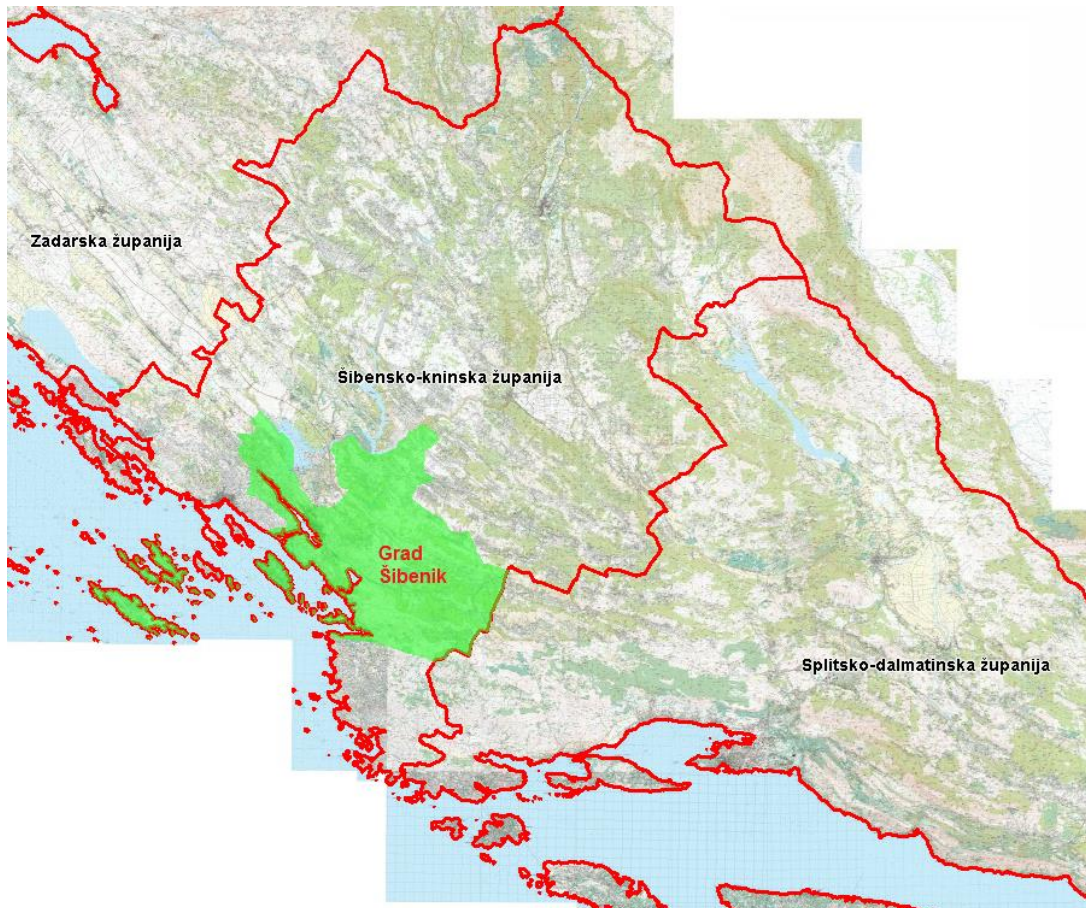 Zadarska županija
Šibensko-kninska županija
Grad
Šibenik
Splitsko-dalmatinska županija